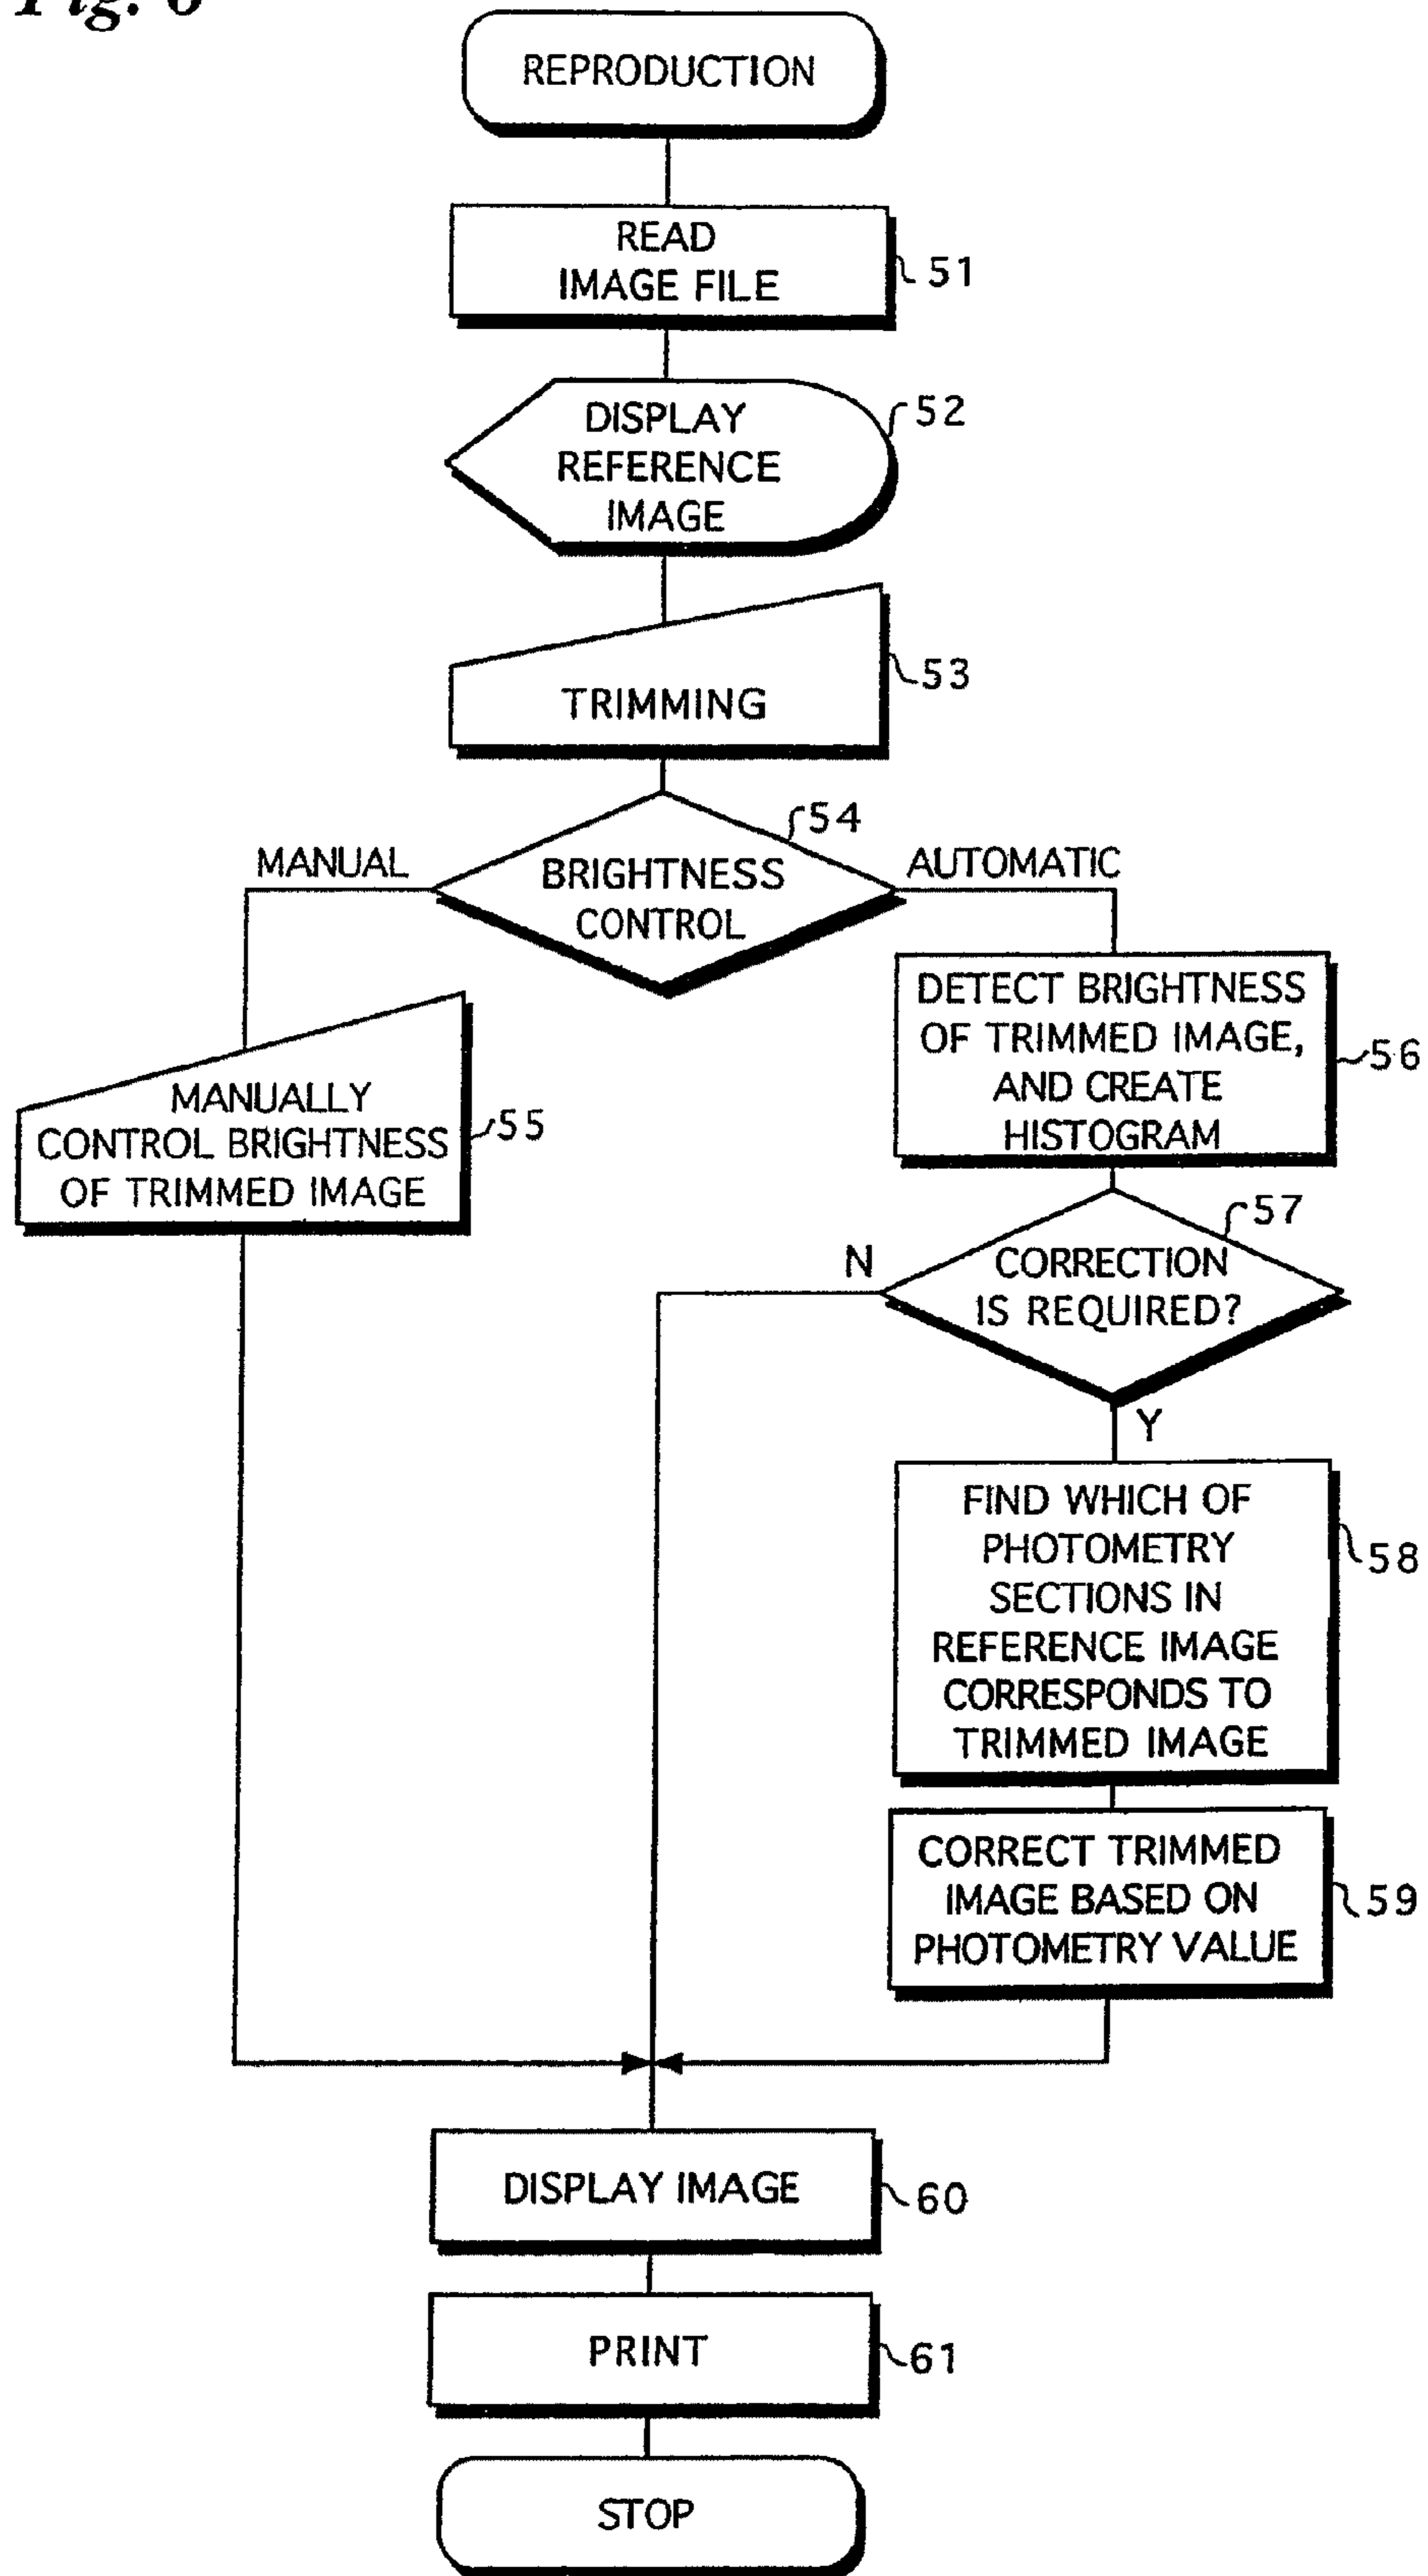 Fig. 6
REPRODUCTION
READ
IMAGE FILE
51
DISPLAY
REFERENCE
IMAGE
52
TRIMMING
53
54
MANUAL
BRIGHTNESS
CONTROL
AUTOMATIC
MANUALLY
CONTROL BRIGHTNESS
OF TRIMMED IMAGE
55
DETECT BRIGHTNESS
OF TRIMMED IMAGE,
AND CREATE
HISTOGRAM
56
57
N
CORRECTION
IS REQUIRED?
Y
FIND WHICH OF
PHOTOMETRY
SECTIONS IN
REFERENCE IMAGE
CORRESPONDS TO
TRIMMED IMAGE
58
CORRECT TRIMMED
IMAGE BASED ON
PHOTOMETRY VALUE
59
DISPLAY IMAGE
60
PRINT
61
STOP